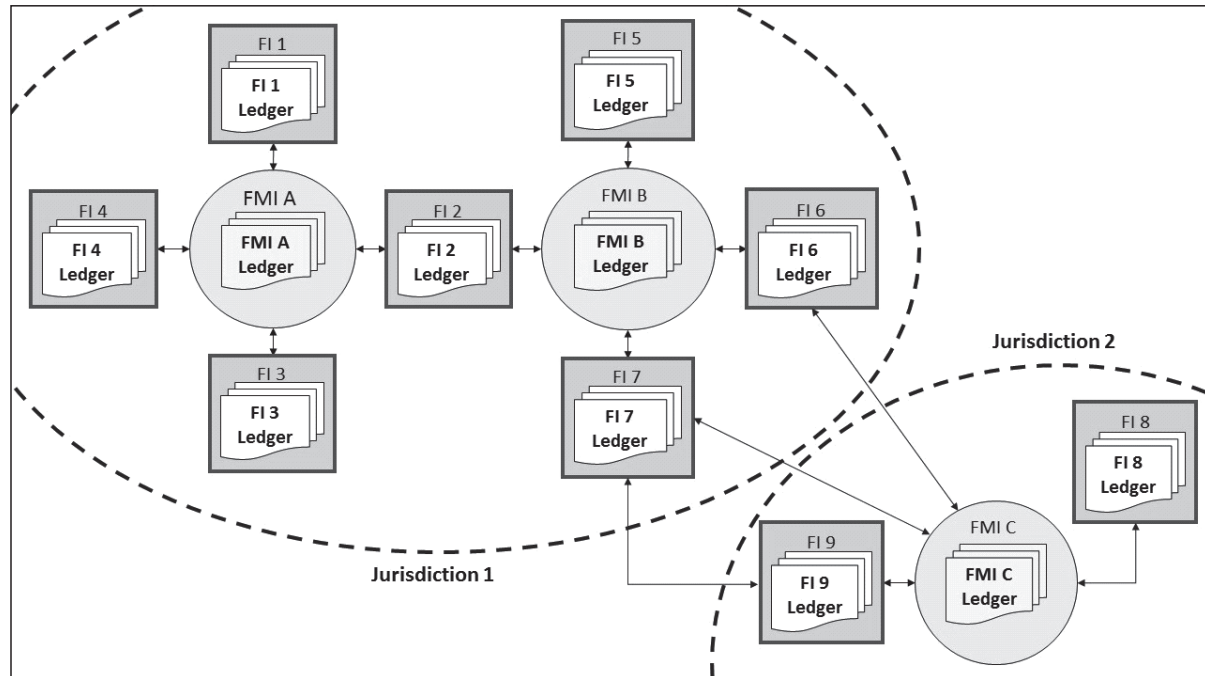 FI 1
FI 1
Ledger
FI 5
FI 5
Ledger
FI 4
FI 4
Ledger
FMI A
FMI A
Ledger
FI 2
FI 2
Ledger
FMI B
FMI B
Ledger
FI 6
FI 6
Ledger
FI 3
FI 3
Ledger
FI 7
FI 7
Ledger
Jurisdiction 2
FI 8
FI 8
Ledger
Jurisdiction 1
FI 9
FI 9
Ledger
FMI C
FMI C
Ledger